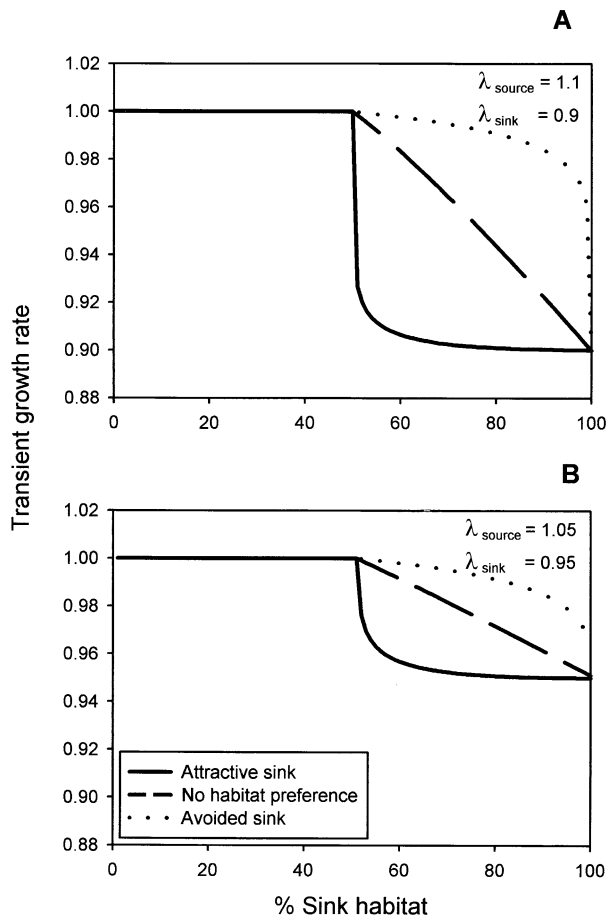 A
λ source = 1.1
λ sink = 0.9
1.02
1.00
0.98
0.96
0.94
0.92
0.90
0.88
0 20 40 60 80 100
Transient growth rate
B
λ source = 1.05
λ sink = 0.95
1.02
1.00
0.98
0.96
0.94
0.92
0.90
0.88
Attractive sink
No habitat preference
Avoided sink
0 20 40 60 80 100
% Sink habitat